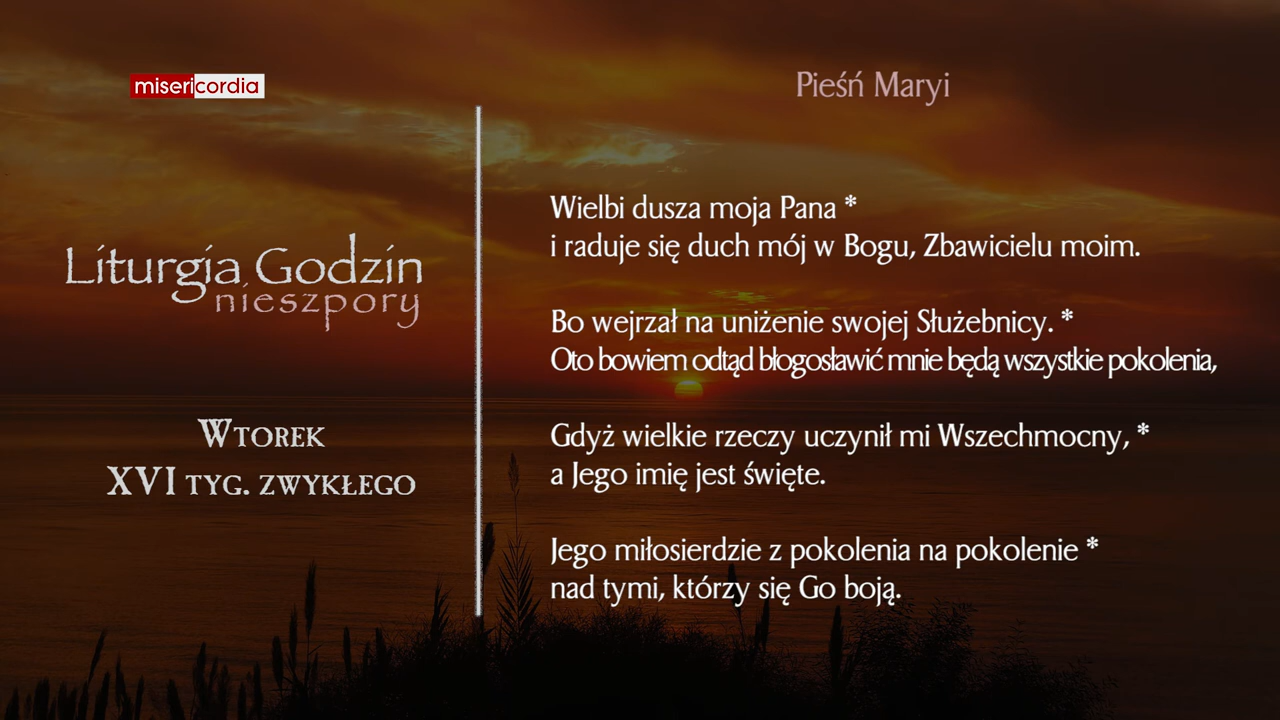 misericordia
Pieśń Maryi
Liturgia Godzin
nieszpory
Wtorek
XVI tyg. zwykłego
Wielbi dusza moja Pana *
i raduje się duch mój w Bogu, Zbawicielu moim.
Bo wejrzał na uniżenie swojej Służebnicy. *
Oto bowiem odtąd błogosławić mnie będą wszystkie pokolenia,
Gdyż wielkie rzeczy uczynił mi Wszechmocny, *
a Jego imię jest święte.
Jego miłosierdzie z pokolenia na pokolenie *
nad tymi, którzy się Go boją.